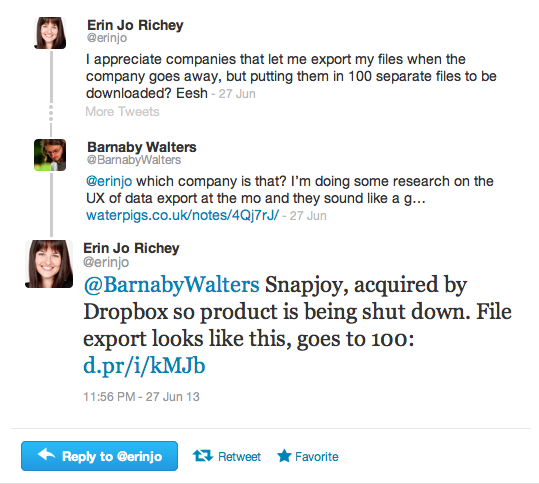 Erin Jo Richey
@erinjo
I appreciate companies that let me export my files when the
company goes away, but putting them in 100 separate files to be
downloaded? Eesh - 27 Jun
More Tweets
Barnaby Walters
@BarnabyWalters
@erinjo which company is that? I’m doing some research on the
UX of data export at the mo and they sound like a g…
waterpigs.co.uk/notes/4Qj7rJ/ - 27 Jun
Erin Jo Richey
@erinjo
@BarnabyWalters Snapjoy, acquired by
Dropbox so product is being shut down. File
export looks like this, goes to 100:
d.pr/i/kMJb
11:56 PM - 27 Jun 13
Reply to @erinjo Retweet Favorite